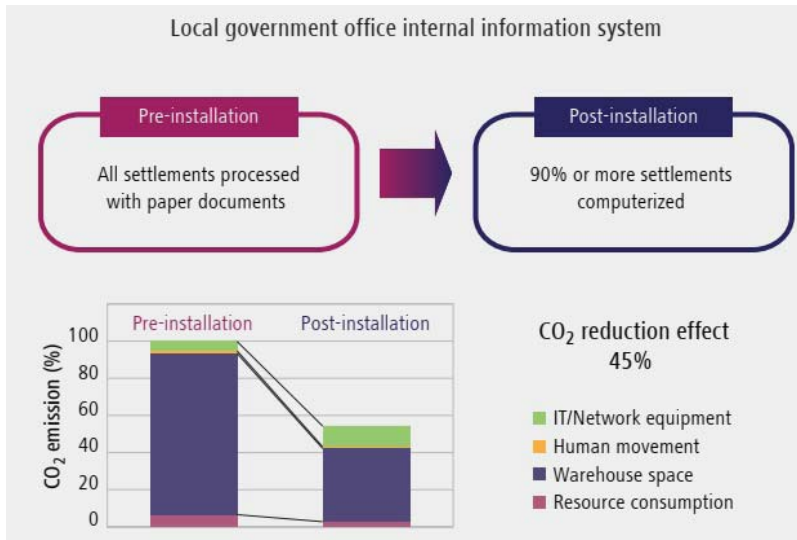 Local government office internal information system
Pre-installation
All settlements processed
with paper documents
Post-installation
90% or more settlements
computerized
CO₂ emission (%)
100
80
60
40
20
0
Pre-installation
Post-installation
CO₂ reduction effect
45%
IT/Network equipment
Human movement
Warehouse space
Resource consumption